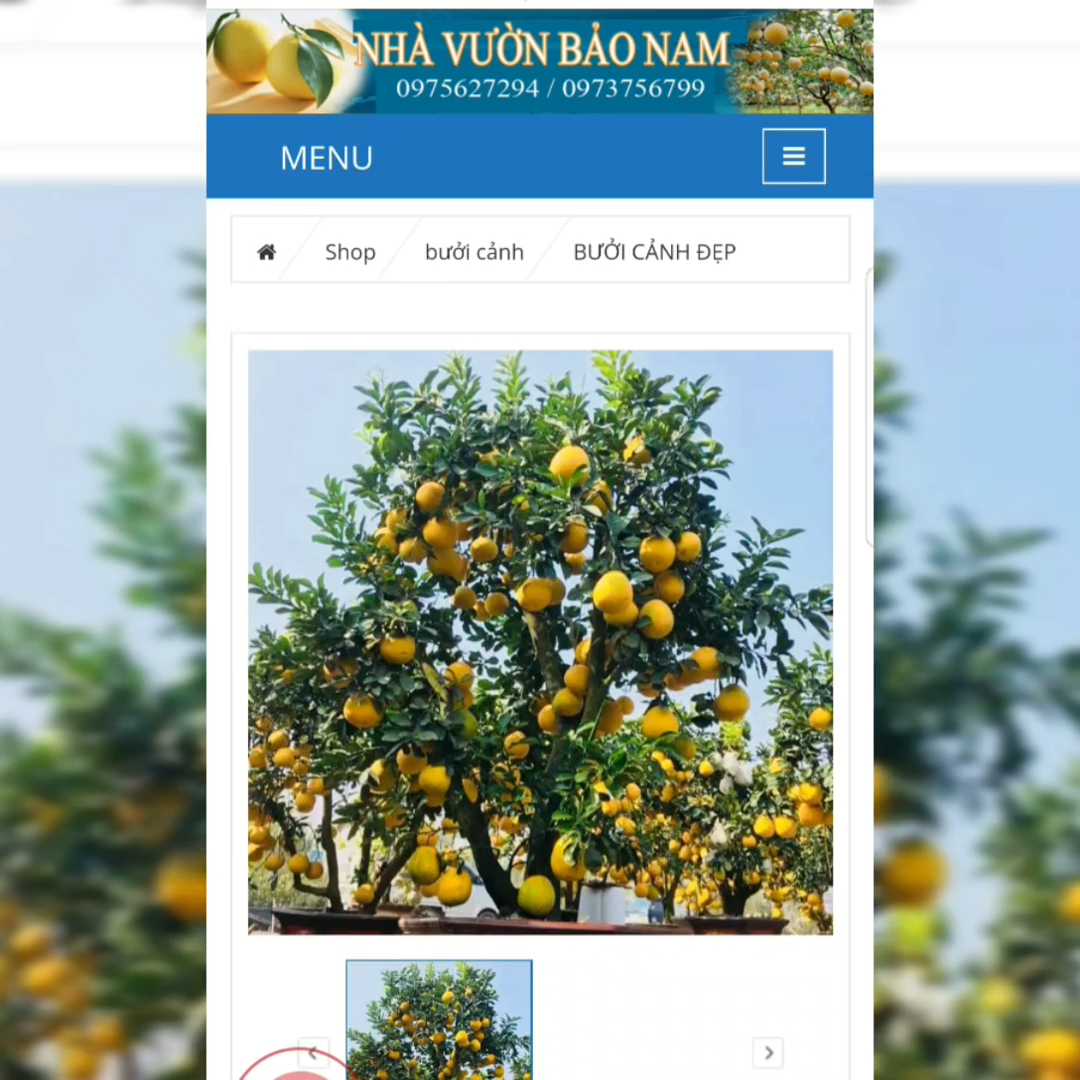 NHÀ VƯỜN BẢO NAM
0975627294 / 0973756799
MENU
Shop
bưởi cảnh
BƯỞI CẢNH ĐẸP